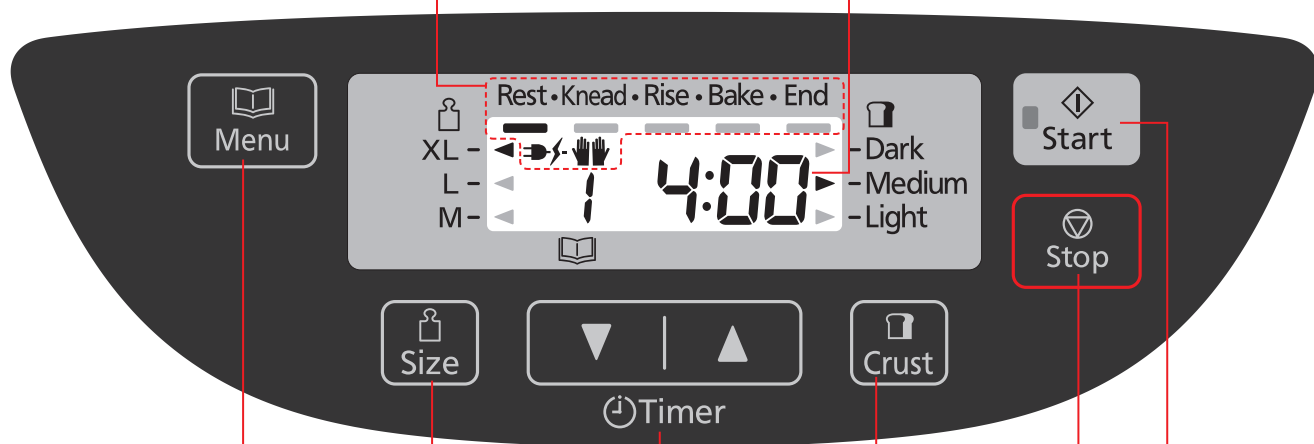 Rest • Knead • Rise • Bake • End
Menu
XL -
- Dark
L -
- Medium
M -
- Light
1 4:00
Start
Stop
Size
Crust
Timer